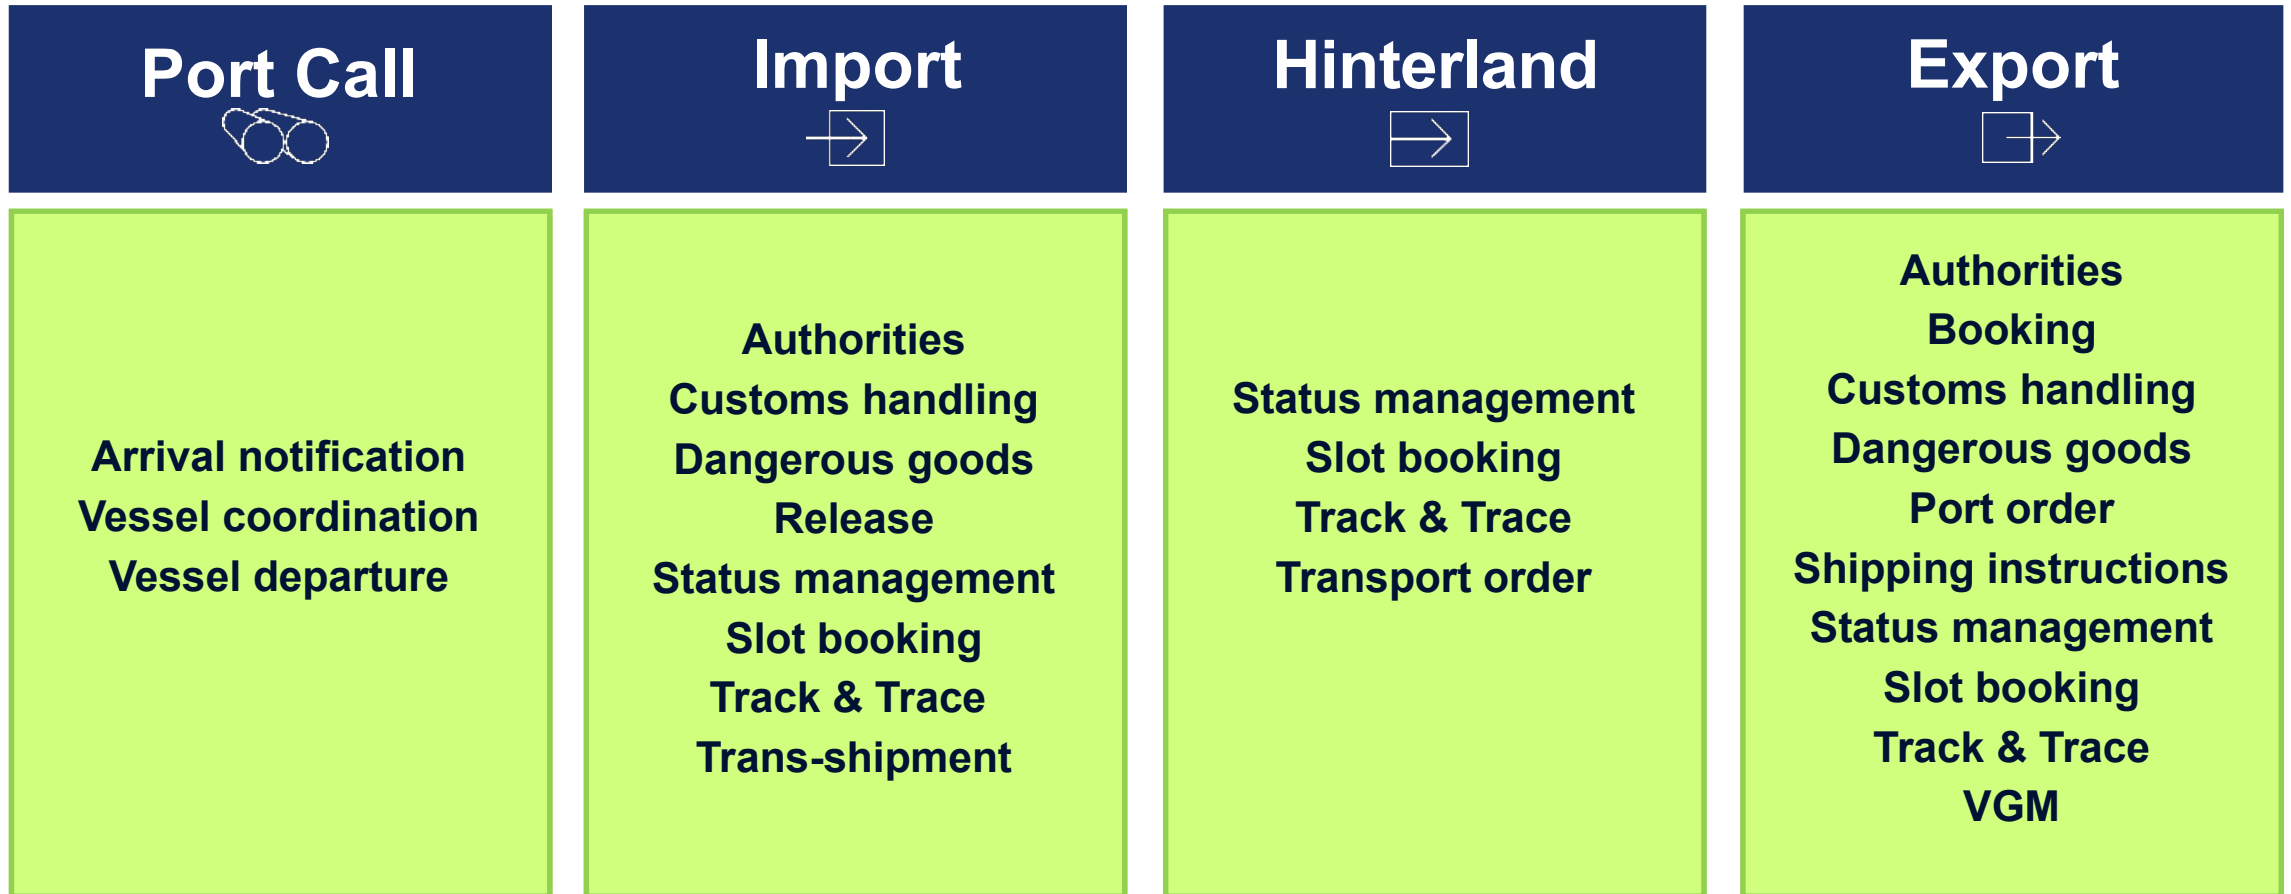 Port Call
Arrival notification
Vessel coordination
Vessel departure
Import
Authorities
Customs handling
Dangerous goods
Release
Status management
Slot booking
Track & Trace
Trans-shipment
Hinterland
Status management
Slot booking
Track & Trace
Transport order
Export
Authorities
Booking
Customs handling
Dangerous goods
Port order
Shipping instructions
Status management
Slot booking
Track & Trace
VGM